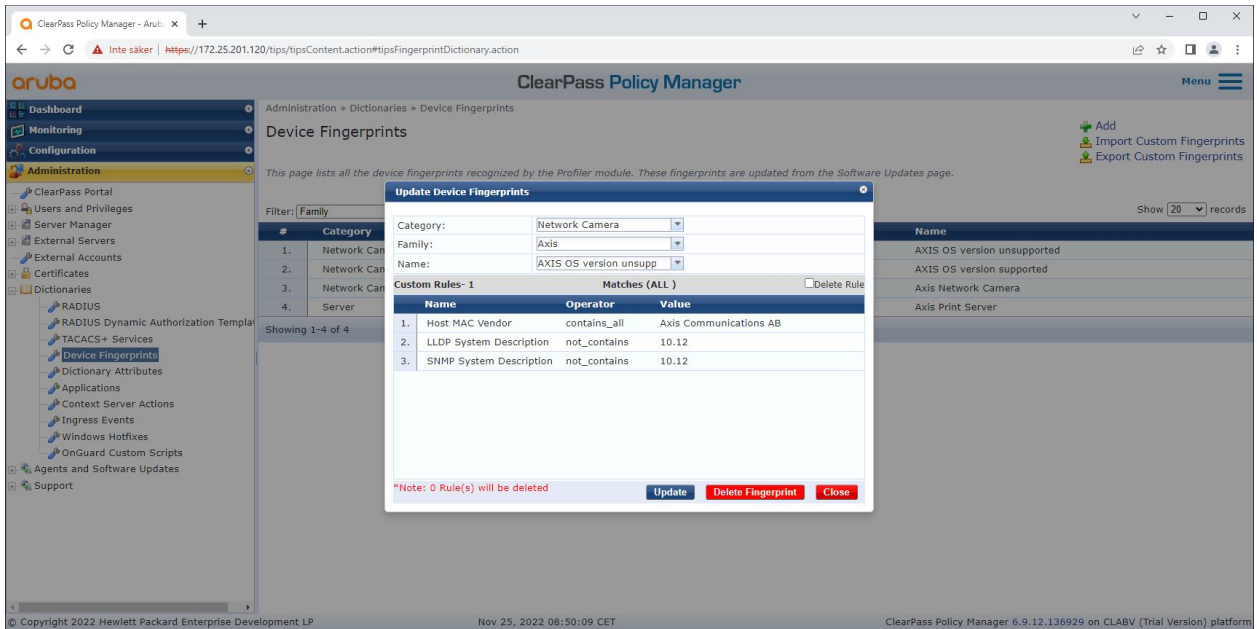 ClearPass Policy Manager - Arub
Inte säker | https://172.25.201.120/tips/tipsContent.action#tipsFingerprintDictionary.action
aruba
ClearPass Policy Manager
Menu
Dashboard
Monitoring
Configuration
Administration
ClearPass Portal
Users and Privileges
Server Manager
External Servers
External Accounts
Certificates
Dictionaries
RADIUS
RADIUS Dynamic Authorization Templat
TACACS+ Services
Device Fingerprints
Dictionary Attributes
Applications
Context Server Actions
Ingress Events
Windows Hotfixes
OnGuard Custom Scripts
Agents and Software Updates
Support
Administration » Dictionaries » Device Fingerprints
Device Fingerprints
Add
Import Custom Fingerprints
Export Custom Fingerprints
This page lists all the device fingerprints recognized by the Profiler module. These fingerprints are updated from the Software Updates page.
Filter: Family
Show 20 records
# Category Name
1. Network Can AXIS OS version unsupported
2. Network Can AXIS OS version supported
3. Network Can Axis Network Camera
4. Server Axis Print Server
Showing 1-4 of 4
Update Device Fingerprints
Category: Network Camera
Family: Axis
Name: AXIS OS version unsupp
Custom Rules- 1 Matches (ALL ) Delete Rule
Name Operator Value
1. Host MAC Vendor contains_all Axis Communications AB
2. LLDP System Description not_contains 10.12
3. SNMP System Description not_contains 10.12
*Note: 0 Rule(s) will be deleted
Update Delete Fingerprint Close
© Copyright 2022 Hewlett Packard Enterprise Development LP Nov 25, 2022 08:50:09 CET ClearPass Policy Manager 6.9.12.136929 on CLABV (Trial Version) platform